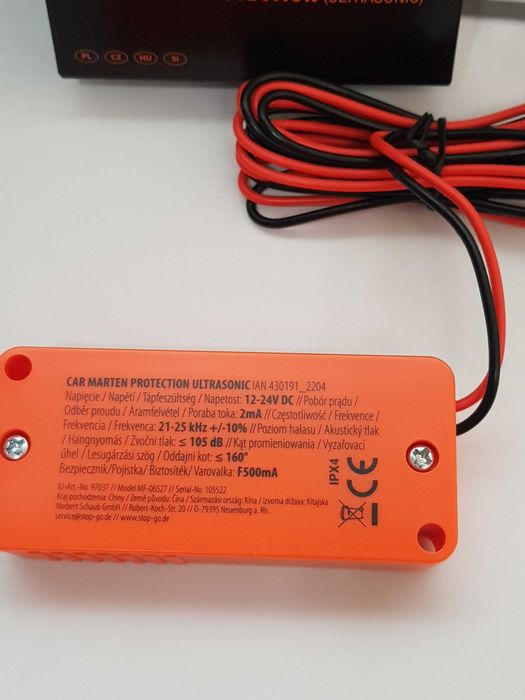 (ULTRASONIC)
PL CZ HU SI
CAR MARTEN PROTECTION ULTRASONIC IAN 430191_2204
Napięcie / Napětí / Tápfeszültség / Napetost: 12-24V DC //Pobór prądu /
Odběr proudu / Áramfelvétel / Poraba toka: 2mA //Częstotliwość / Frekvence /
Frekvencia / Frekvenca: 21-25 kHz +/-10% //Poziom hałasu / Akustický tlak
/ Hangnyomás / Zvočni tlak: ≤ 105 dB //Kąt promieniowania / Vyzařovací
úhel / Lesugárzási szög / Oddajni kot: ≤ 160°
Bezpiecznik/Pojistka/ Biztosíték/ Varovalka: F500mA
IU-Art.-No. 97037 // Model MF-06527 // Serial-No. 105522
Kraj pochodzenia: Chiny / Země původu: Čína / Származási ország: Kína / Izvorna država: Kitajska
Norbert Schaub GmbH // Robert-Koch-Str. 20 // D-79395 Neuenburg a. Rh.
service@stop-go.de // www.stop-go.de
IPX4
CE